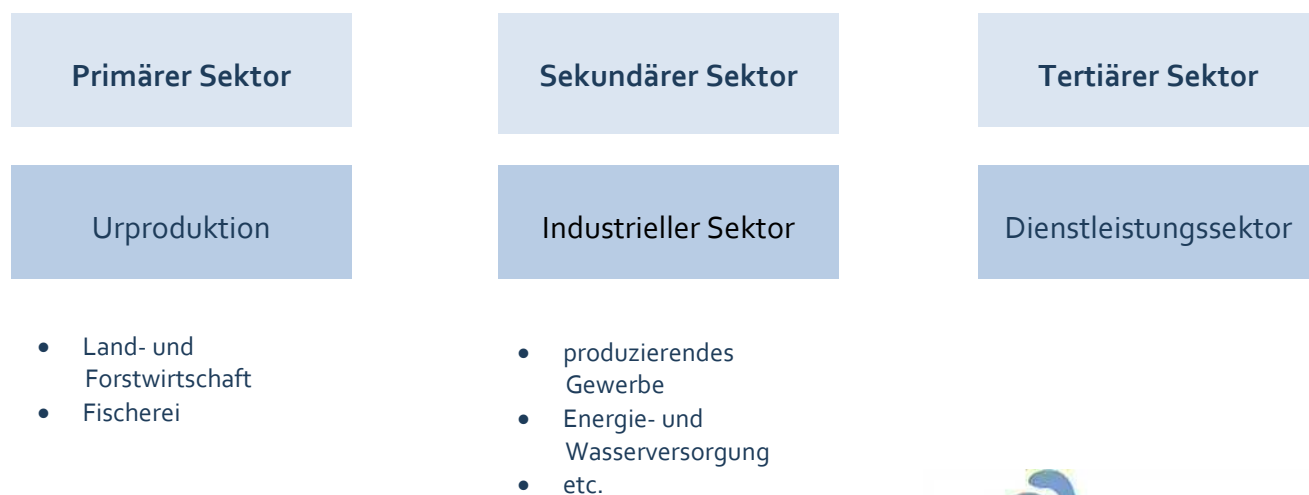 Primärer Sektor
Sekundärer Sektor
Tertiärer Sektor
Urproduktion
Industrieller Sektor
Dienstleistungssektor
• Land- und
Forstwirtschaft
• Fischerei
• produzierendes
Gewerbe
• Energie- und
Wasserversorgung
• etc.